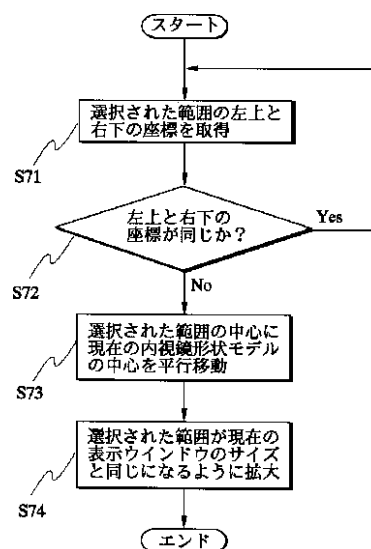 スタート
選択された範囲の左上と
右下の座標を取得
S71
左上と右下の
座標が同じか?
Yes
S72
No
選択された範囲の中心に
現在の内視鏡形状モデル
の中心を平行移動
S73
選択された範囲が現在の
表示ウインドウのサイズ
と同じになるように拡大
S74
エンド